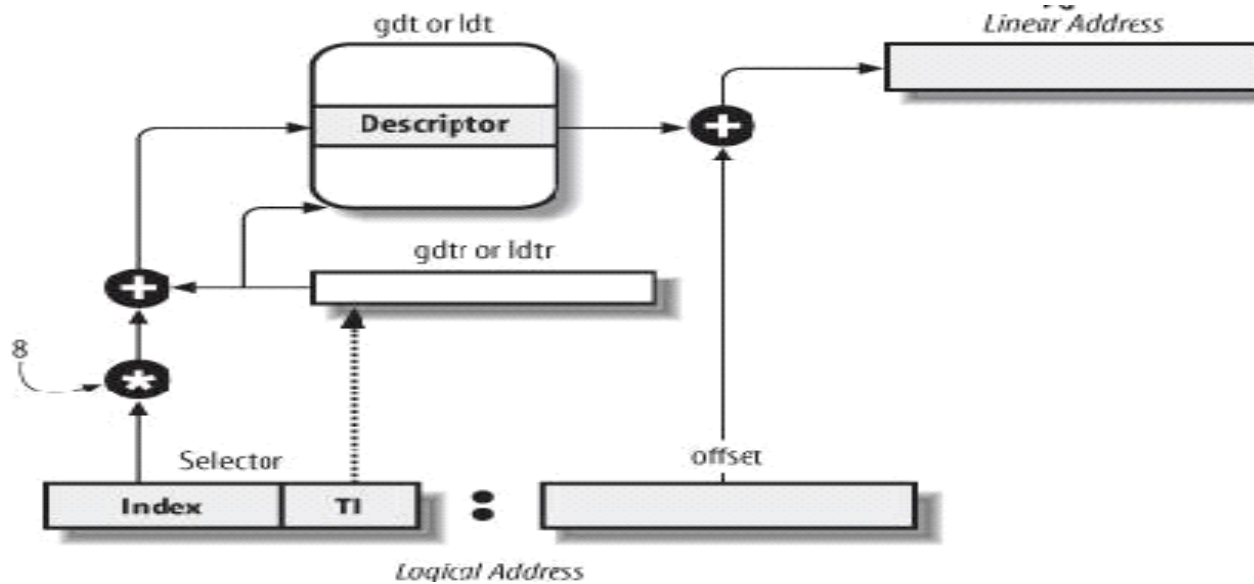 gdt or ldt
Linear Address
Descriptor
gdtr or ldtr
8
Selector
offset
Index
TI
:
Logical Address